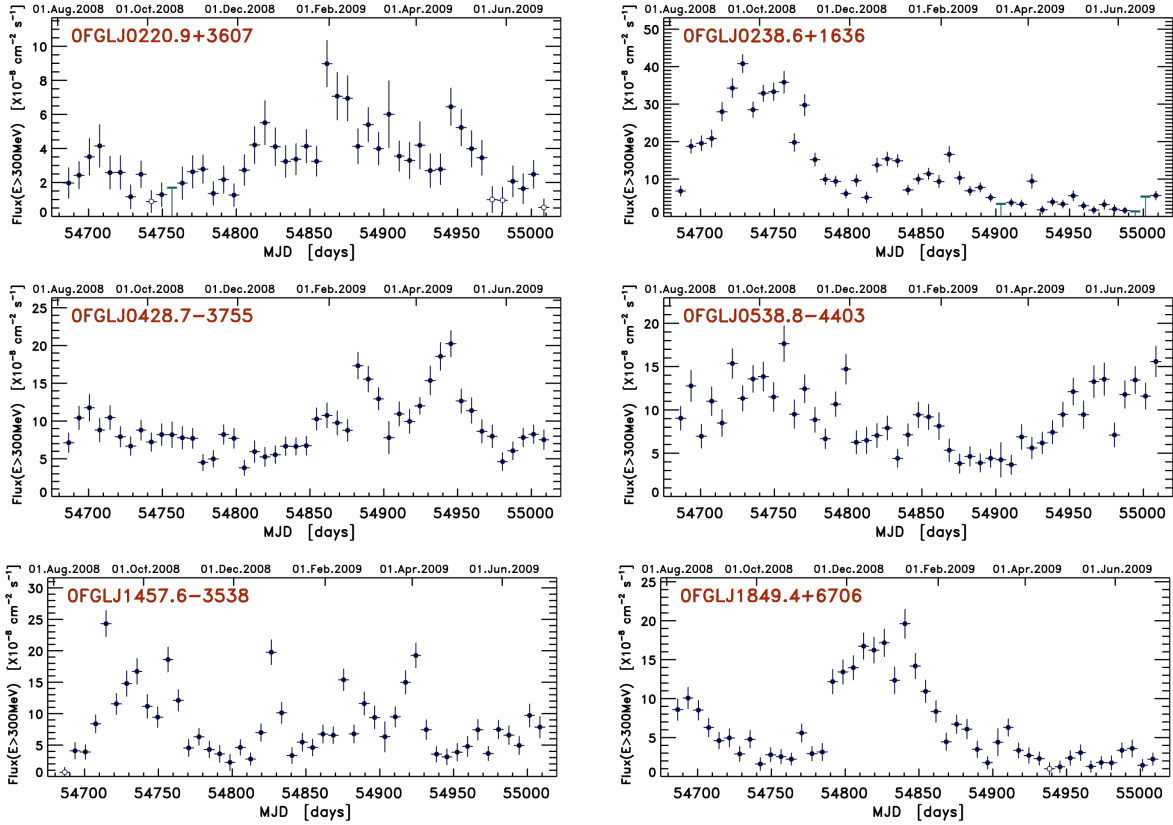 01.Aug.2008 01.Oct.2008 01.Dec.2008 01.Feb.2009 01.Apr.2009 01.Jun.2009
0FGLJ0220.9+3607
Flux(E>300MeV) [X10⁻⁸ cm⁻² s⁻¹]
10
8
6
4
2
0
54700 54750 54800 54850 54900 54950 55000
MJD [days]
01.Aug.2008 01.Oct.2008 01.Dec.2008 01.Feb.2009 01.Apr.2009 01.Jun.2009
0FGLJ0238.6+1636
Flux(E>300MeV) [X10⁻⁸ cm⁻² s⁻¹]
50
40
30
20
10
0
54700 54750 54800 54850 54900 54950 55000
MJD [days]
01.Aug.2008 01.Oct.2008 01.Dec.2008 01.Feb.2009 01.Apr.2009 01.Jun.2009
0FGLJ0428.7−3755
Flux(E>300MeV) [X10⁻⁸ cm⁻² s⁻¹]
25
20
15
10
5
0
54700 54750 54800 54850 54900 54950 55000
MJD [days]
01.Aug.2008 01.Oct.2008 01.Dec.2008 01.Feb.2009 01.Apr.2009 01.Jun.2009
0FGLJ0538.8−4403
Flux(E>300MeV) [X10⁻⁸ cm⁻² s⁻¹]
20
15
10
5
0
54700 54750 54800 54850 54900 54950 55000
MJD [days]
01.Aug.2008 01.Oct.2008 01.Dec.2008 01.Feb.2009 01.Apr.2009 01.Jun.2009
0FGLJ1457.6−3538
Flux(E>300MeV) [X10⁻⁸ cm⁻² s⁻¹]
30
25
20
15
10
5
0
54700 54750 54800 54850 54900 54950 55000
MJD [days]
01.Aug.2008 01.Oct.2008 01.Dec.2008 01.Feb.2009 01.Apr.2009 01.Jun.2009
0FGLJ1849.4+6706
Flux(E>300MeV) [X10⁻⁸ cm⁻² s⁻¹]
25
20
15
10
5
0
54700 54750 54800 54850 54900 54950 55000
MJD [days]